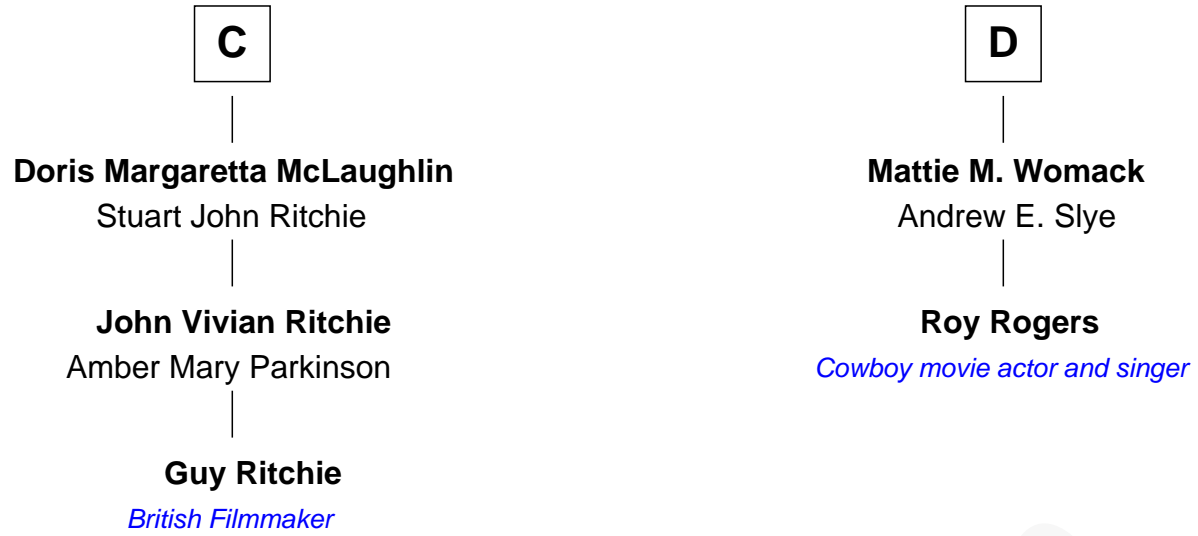 C
Doris Margaretta McLaughlin
Stuart John Ritchie
John Vivian Ritchie
Amber Mary Parkinson
Guy Ritchie
British Filmmaker
D
Mattie M. Womack
Andrew E. Slye
Roy Rogers
Cowboy movie actor and singer